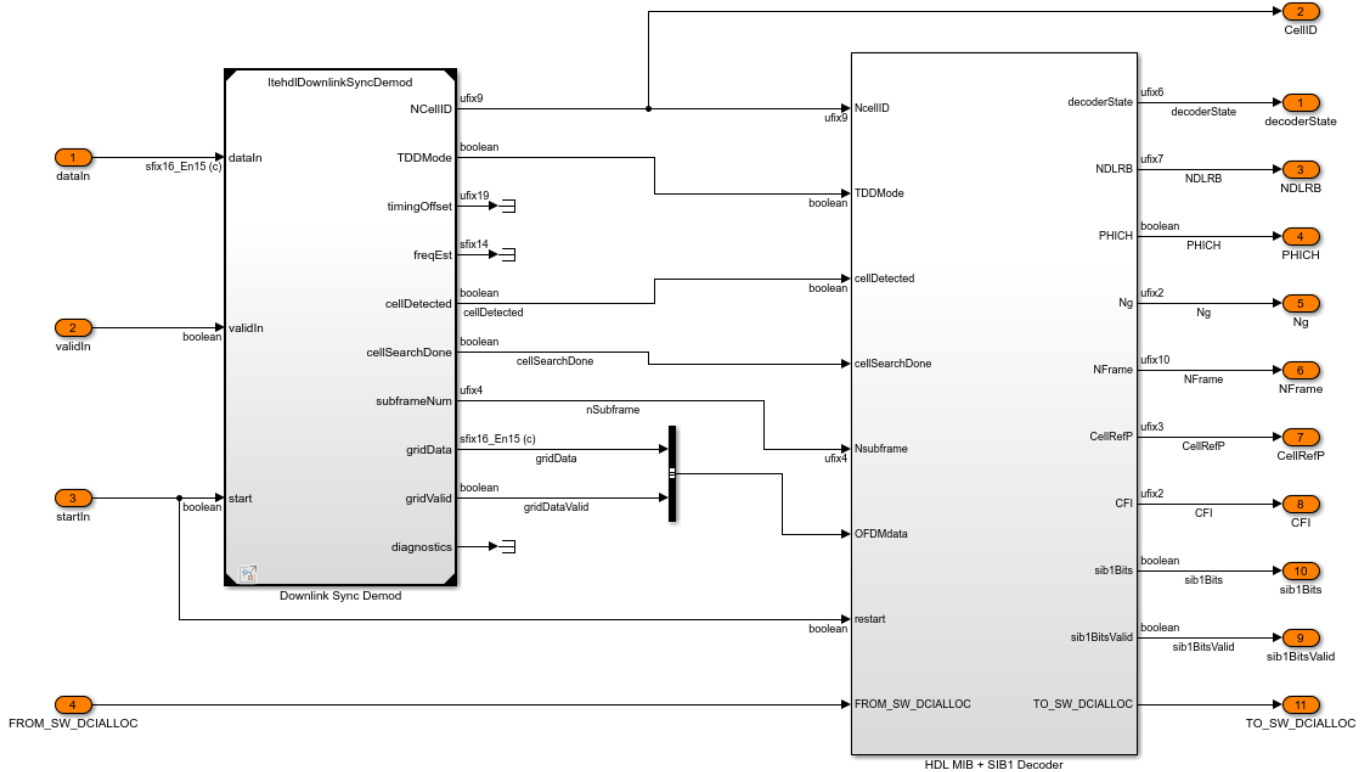 2
CellID
ltehdlDownlinkSyncDemod
NCellID
ufix9
NcellID
ufix9
decoderState
ufix6
decoderState
1
decoderState
1
dataIn
sfix16_En15 (c)
dataIn
TDDMode
boolean
TDDMode
boolean
NDLRB
ufix7
NDLRB
3
NDLRB
timingOffset
ufix19
PHICH
boolean
PHICH
4
PHICH
freqEst
sfix14
cellDetected
boolean
cellDetected
cellDetected
boolean
Ng
ufix2
Ng
5
Ng
2
validIn
boolean
validIn
cellSearchDone
boolean
cellSearchDone
cellSearchDone
NFrame
ufix10
NFrame
6
NFrame
subframeNum
ufix4
nSubframe
Nsubframe
ufix4
CellRefP
ufix3
CellRefP
7
CellRefP
gridData
sfix16_En15 (c)
gridData
3
startIn
boolean
start
gridValid
boolean
gridDataValid
OFDMdata
CFI
ufix2
CFI
8
CFI
diagnostics
sib1Bits
boolean
sib1Bits
10
sib1Bits
Downlink Sync Demod
restart
boolean
sib1BitsValid
boolean
sib1BitsValid
9
sib1BitsValid
4
FROM_SW_DCIALLOC
FROM_SW_DCIALLOC
TO_SW_DCIALLOC
11
TO_SW_DCIALLOC
HDL MIB + SIB1 Decoder